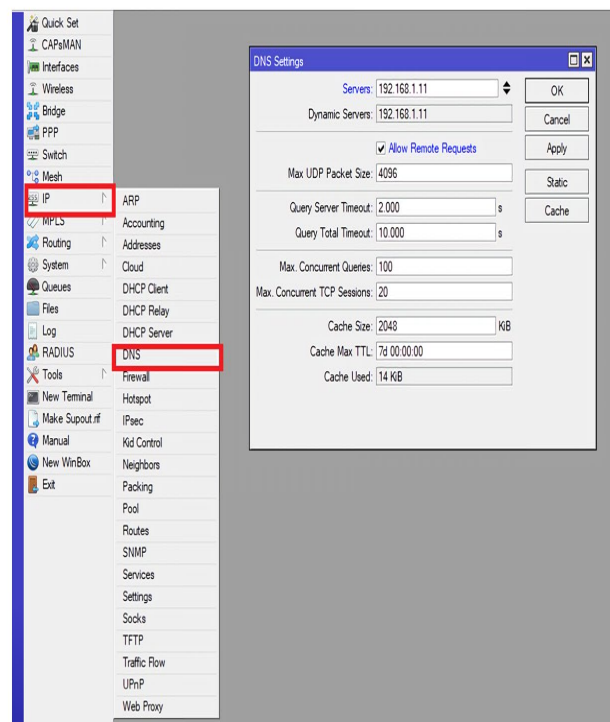 Quick Set
CAPsMAN
Interfaces
Wireless
Bridge
PPP
Switch
Mesh
IP
MPLS
Routing
System
Queues
Files
Log
RADIUS
Tools
New Terminal
Make Supout.rif
Manual
New WinBox
Exit
ARP
Accounting
Addresses
Cloud
DHCP Client
DHCP Relay
DHCP Server
DNS
Firewall
Hotspot
IPsec
Kid Control
Neighbors
Packing
Pool
Routes
SNMP
Services
Settings
Socks
TFTP
Traffic Flow
UPnP
Web Proxy
DNS Settings
Servers: 192.168.1.11
Dynamic Servers: 192.168.1.11
Allow Remote Requests
Max UDP Packet Size: 4096
Query Server Timeout: 2.000 s
Query Total Timeout: 10.000 s
Max. Concurrent Queries: 100
Max. Concurrent TCP Sessions: 20
Cache Size: 2048 KiB
Cache Max TTL: 7d 00:00:00
Cache Used: 14 KiB
OK
Cancel
Apply
Static
Cache